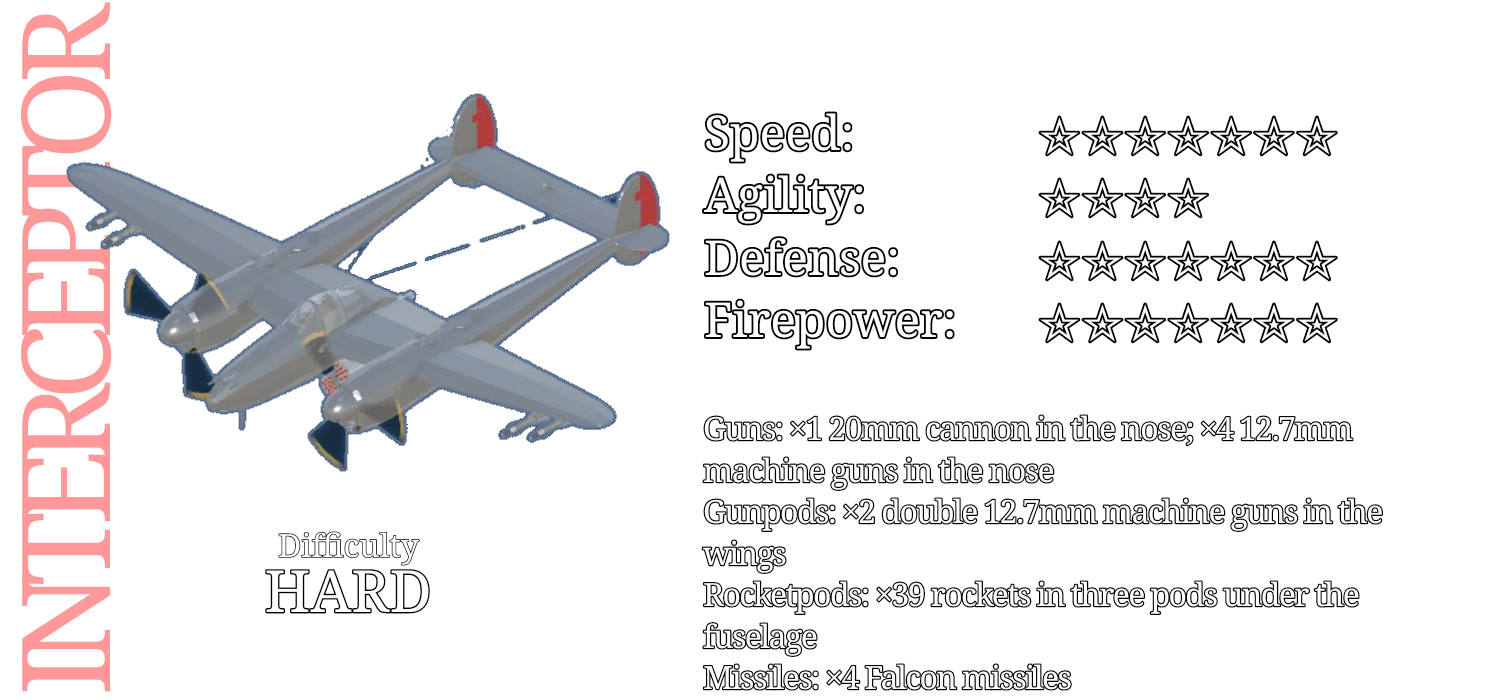 INTERCEPTOR
Speed: ☆☆☆☆☆☆☆
Agility: ☆☆☆☆
Defense: ☆☆☆☆☆☆☆
Firepower: ☆☆☆☆☆☆☆
Guns: ×1 20mm cannon in the nose; ×4 12.7mm
machine guns in the nose
Gunpods: ×2 double 12.7mm machine guns in the
wings
Rocketpods: ×39 rockets in three pods under the
fuselage
Missiles: ×4 Falcon missiles
Difficulty
HARD